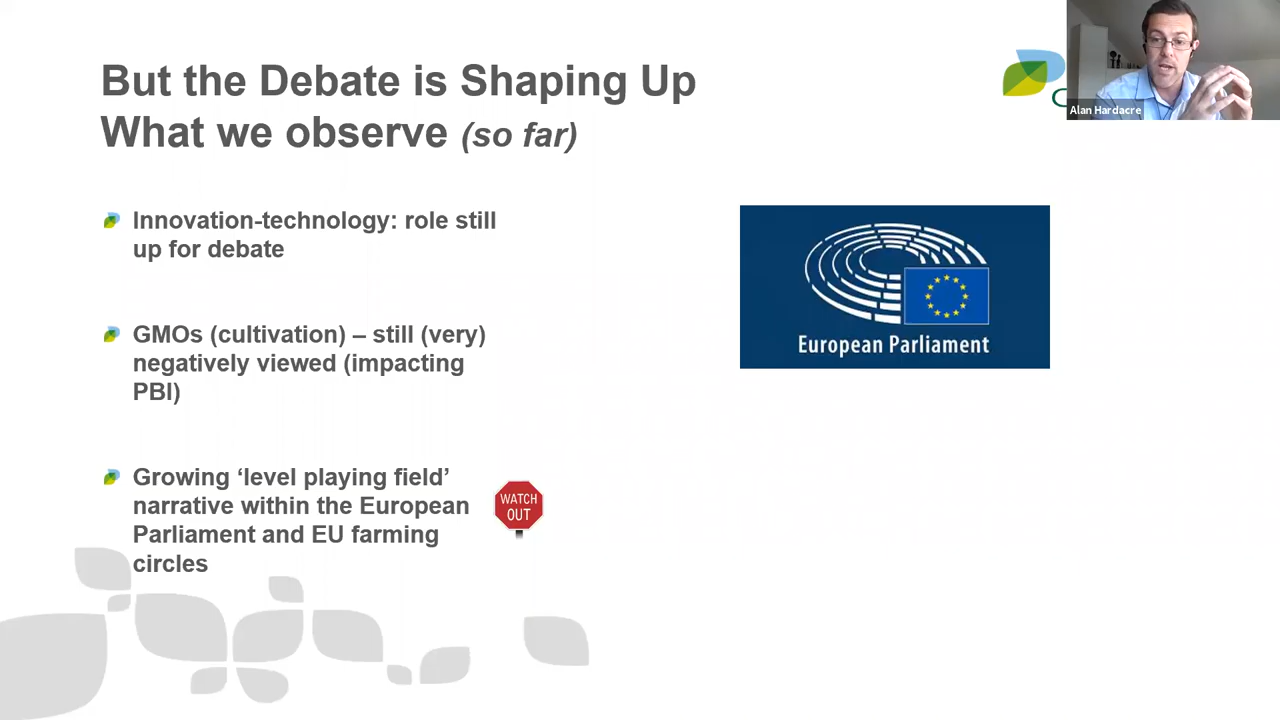 But the Debate is Shaping Up
What we observe (so far)
Alan Hardacre
Innovation-technology: role still
up for debate
GMOs (cultivation) – still (very)
negatively viewed (impacting
PBI)
Growing ‘level playing field’
narrative within the European
Parliament and EU farming
circles
WATCH
OUT
European Parliament